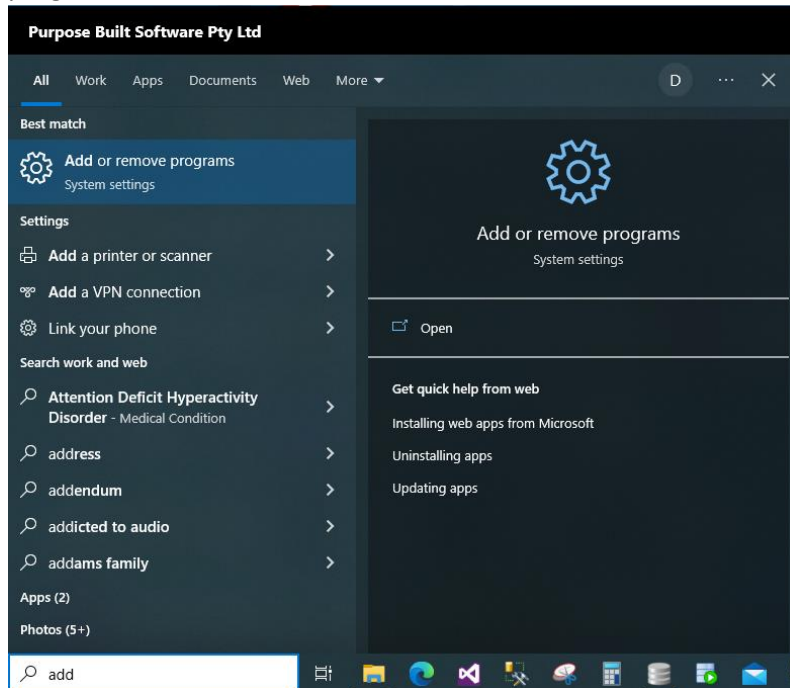 Purpose Built Software Pty Ltd
All Work Apps Documents Web More D ... 
Best match
Add or remove programs
System settings
Settings
Add a printer or scanner
Add a VPN connection
Link your phone
Search work and web
Attention Deficit Hyperactivity
Disorder - Medical Condition
address
addendum
addicted to audio
addams family
Apps (2)
Photos (5+)
add
Add or remove programs
System settings
Open
Get quick help from web
Installing web apps from Microsoft
Uninstalling apps
Updating apps